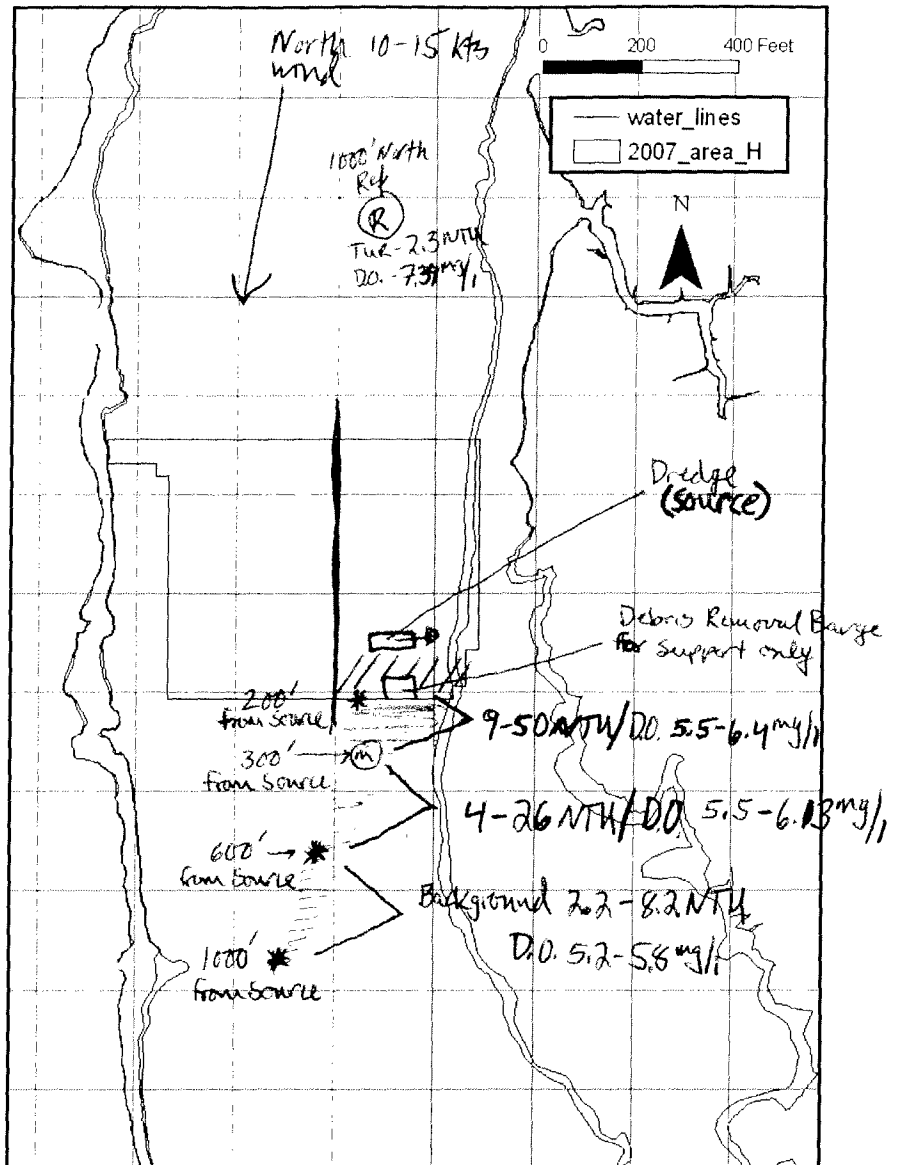 North 10-15 kts
wind
0 200 400 Feet
water_lines
2007_area_H
N
1000' North
Ref
R
Tur-2.3 NTU
D.O. - 7.39 mg/l
Dredge
(source)
Debris Removal Barge
for support only
200'
from source
9-50 NTU/D.O. 5.5-6.4 mg/l
300'
from source
m
4-26 NTU/D.O 5.5-6.13 mg/l
600'
from source
Background 2.2-8.2 NTU
D.O. 5.2-5.8 mg/l
1000'
from source